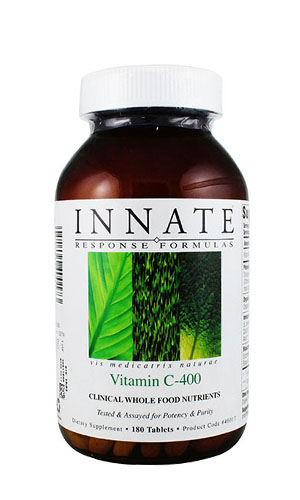 INNATE
RESPONSE FORMULAS
vis medicatrix naturae
Vitamin C-400
CLINICAL WHOLE FOOD NUTRIENTS
Tested & Assayed for Potency & Purity
Dietary Supplement • 180 Tablets • Product Code